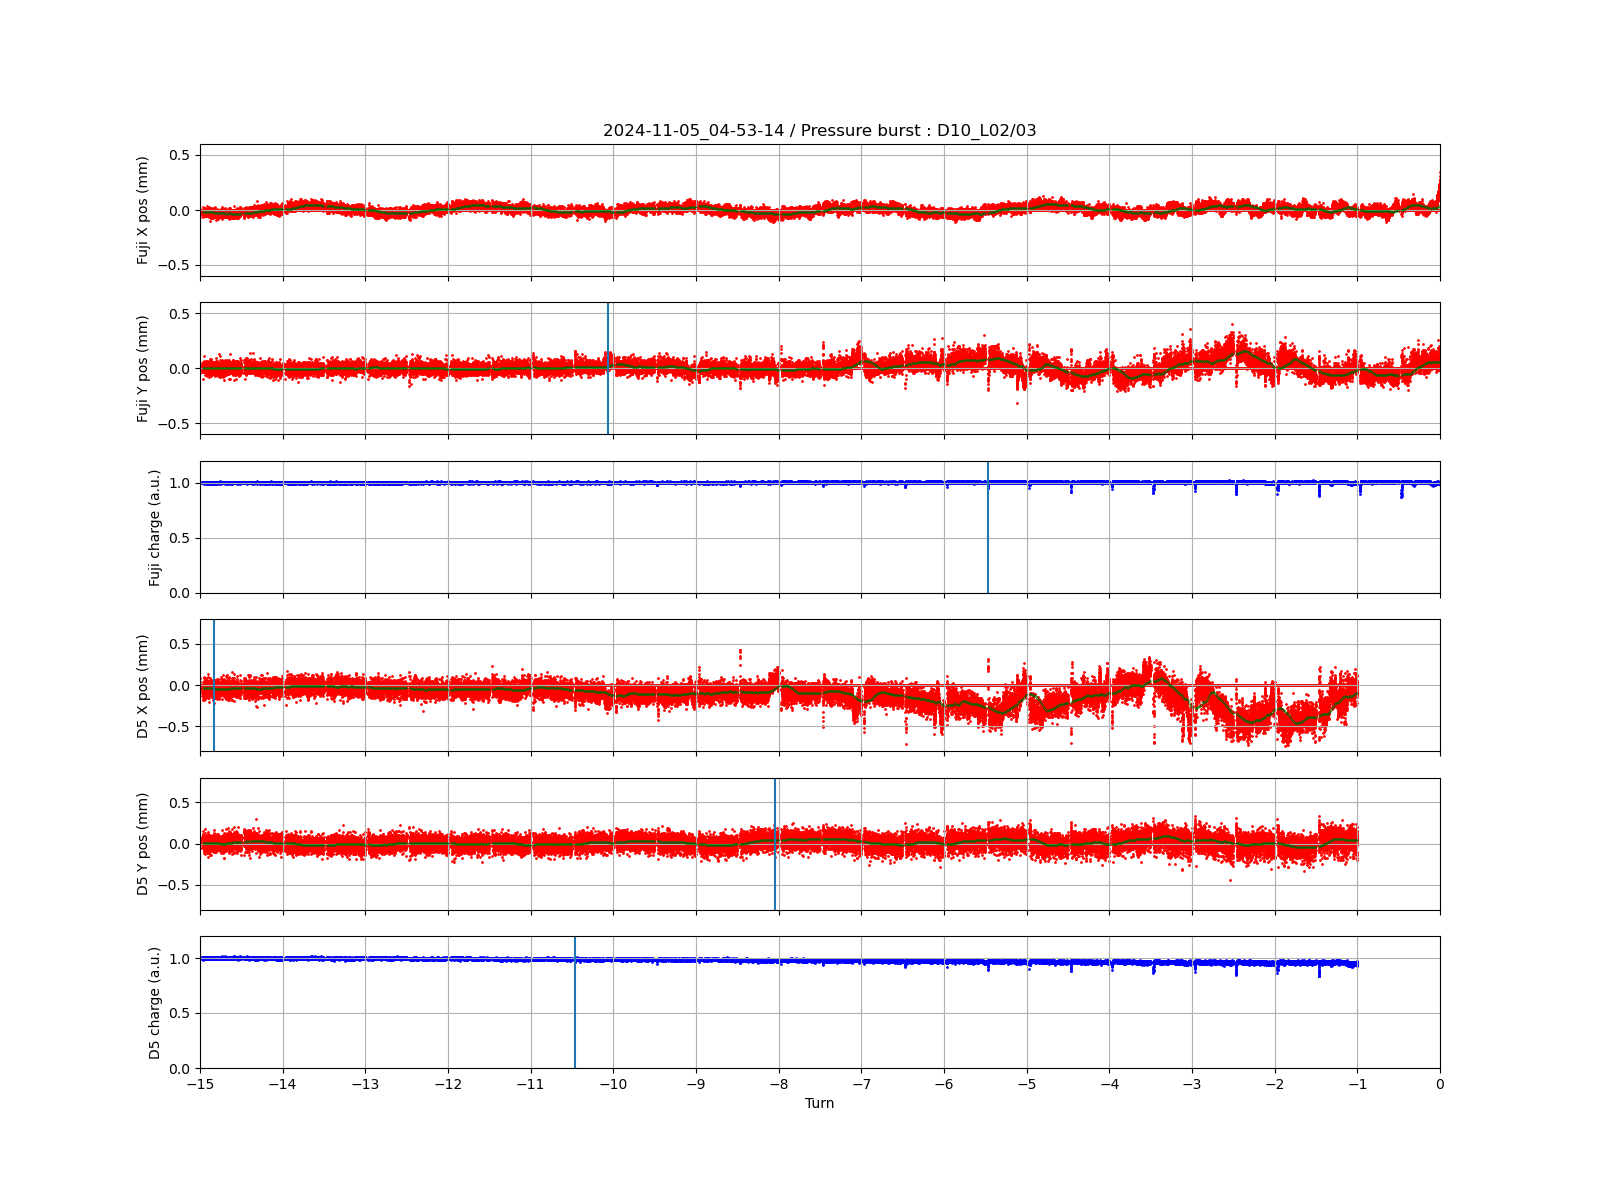 2024-11-05_04-53-14 / Pressure burst : D10_L02/03
Fuji X pos (mm)
0.5
0.0
−0.5
Fuji Y pos (mm)
0.5
0.0
−0.5
Fuji charge (a.u.)
1.0
0.5
0.0
D5 X pos (mm)
0.5
0.0
−0.5
D5 Y pos (mm)
0.5
0.0
−0.5
D5 charge (a.u.)
1.0
0.5
0.0
−15 −14 −13 −12 −11 −10 −9 −8 −7 −6 −5 −4 −3 −2 −1 0
Turn